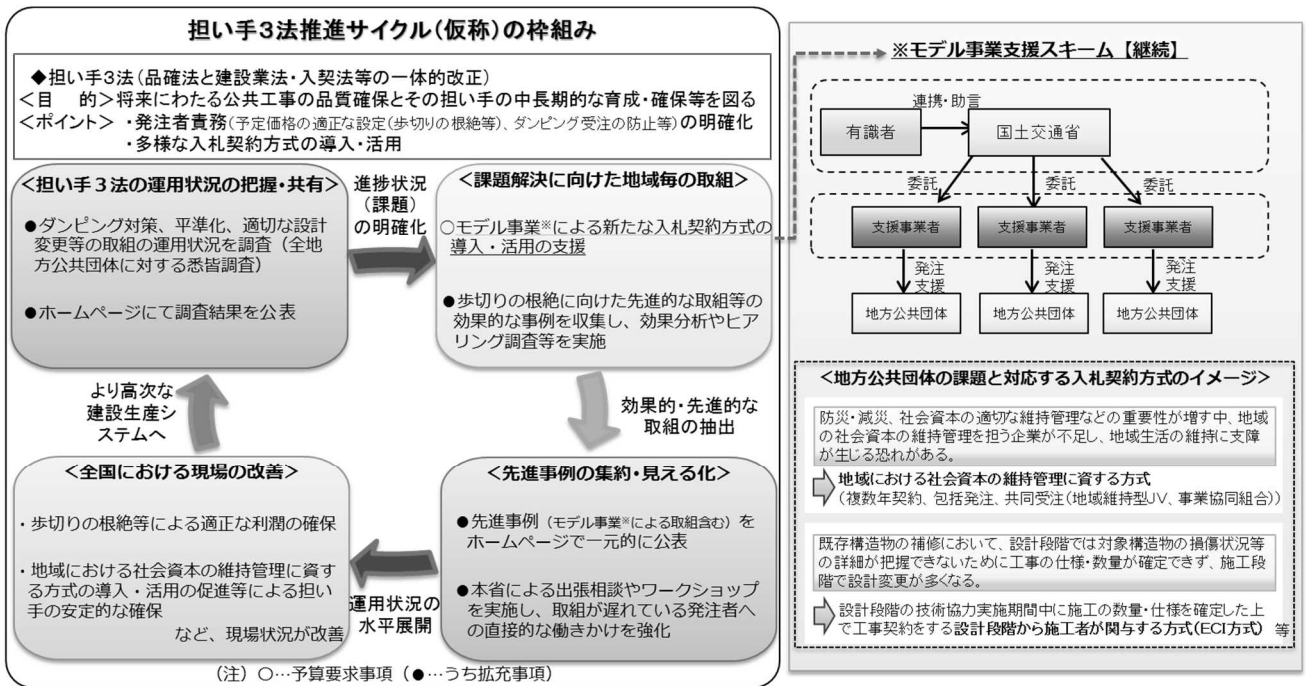 担い手３法推進サイクル(仮称)の枠組み
◆担い手３法(品確法と建設業法・入契法等の一体的改正)
＜目　的＞将来にわたる公共工事の品質確保とその担い手の中長期的な育成・確保等を図る
＜ポイント＞・発注者責務(予定価格の適正な設定(歩切りの根絶等)、ダンピング受注の防止等)の明確化
・多様な入札契約方式の導入・活用
＜担い手３法の運用状況の把握・共有＞
●ダンピング対策、平準化、適切な設計
変更等の取組の運用状況を調査（全地
方公共団体に対する悉皆調査）
●ホームページにて調査結果を公表
進捗状況
(課題)
の明確化
＜課題解決に向けた地域毎の取組＞
○モデル事業※による新たな入札契約方式の
導入・活用の支援
●歩切りの根絶に向けた先進的な取組等の
効果的な事例を収集し、効果分析やヒア
リング調査等を実施
より高次な
建設生産シ
ステムへ
効果的・先進的な
取組の抽出
＜全国における現場の改善＞
・歩切りの根絶等による適正な利潤の確保
・地域における社会資本の維持管理に資す
る方式の導入・活用の促進等による担い
手の安定的な確保
など、現場状況が改善
運用状況の
水平展開
＜先進事例の集約・見える化＞
●先進事例（モデル事業※による取組含む）を
ホームページで一元的に公表
●本省による出張相談やワークショップ
を実施し、取組が遅れている発注者へ
の直接的な働きかけを強化
（注）○…予算要求事項（●…うち拡充事項）
※モデル事業支援スキーム【継続】
連携・助言
有識者
国土交通省
委託
委託
委託
支援事業者
支援事業者
支援事業者
発注
支援
発注
支援
発注
支援
地方公共団体
地方公共団体
地方公共団体
＜地方公共団体の課題と対応する入札契約方式のイメージ＞
防災・減災、社会資本の適切な維持管理などの重要性が増す中、地域
の社会資本の維持管理を担う企業が不足し、地域生活の維持に支障
が生じる恐れがある。
地域における社会資本の維持管理に資する方式
（複数年契約、包括発注、共同受注(地域維持型JV、事業協同組合)）
既存構造物の補修において、設計段階では対象構造物の損傷状況等
の詳細が把握できないために工事の仕様・数量が確定できず、施工段
階で設計変更が多くなる。
設計段階の技術協力実施期間中に施工の数量・仕様を確定した上
で工事契約をする設計段階から施工者が関与する方式(ECI方式) 等